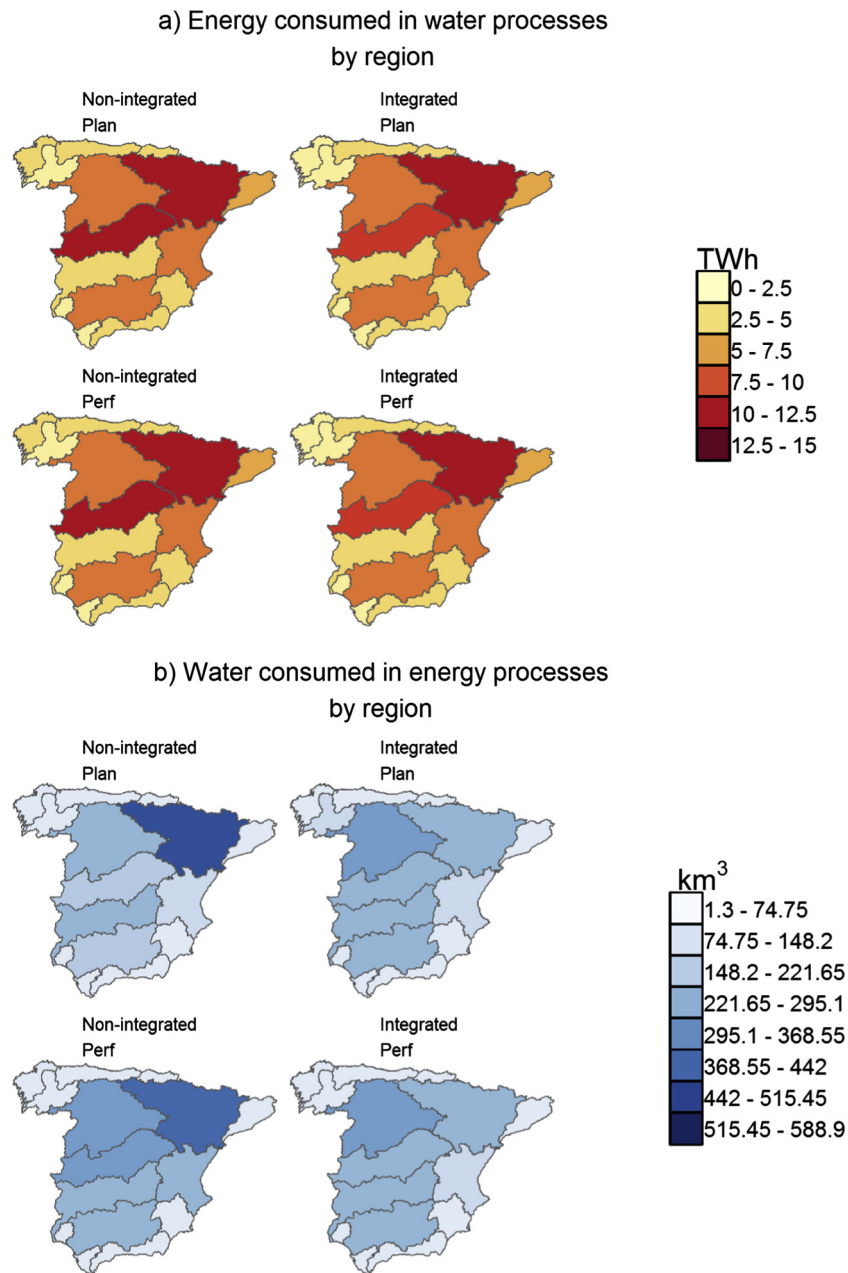 a) Energy consumed in water processes
by region
Non-integrated
Plan
Integrated
Plan
Non-integrated
Perf
Integrated
Perf
TWh
0 - 2.5
2.5 - 5
5 - 7.5
7.5 - 10
10 - 12.5
12.5 - 15
b) Water consumed in energy processes
by region
Non-integrated
Plan
Integrated
Plan
Non-integrated
Perf
Integrated
Perf
km³
1.3 - 74.75
74.75 - 148.2
148.2 - 221.65
221.65 - 295.1
295.1 - 368.55
368.55 - 442
442 - 515.45
515.45 - 588.9